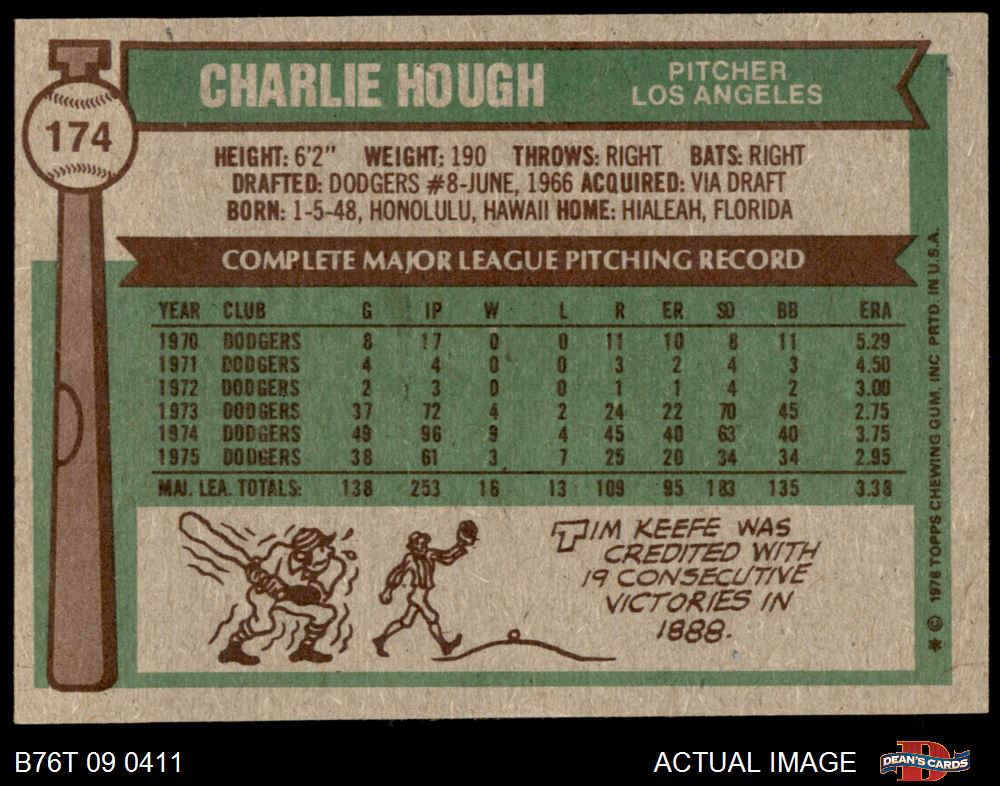 174
CHARLIE HOUGH
PITCHER
LOS ANGELES
HEIGHT: 6'2" WEIGHT: 190 THROWS: RIGHT BATS: RIGHT
DRAFTED: DODGERS #8-JUNE, 1966 ACQUIRED: VIA DRAFT
BORN: 1-5-48, HONOLULU, HAWAII HOME: HIALEAH, FLORIDA
COMPLETE MAJOR LEAGUE PITCHING RECORD
YEAR CLUB G IP W L R ER SO BB ERA
1970 DODGERS 8 17 0 0 11 10 8 11 5.29
1971 DODGERS 4 4 0 0 3 2 4 3 4.50
1972 DODGERS 2 3 0 0 1 1 4 2 3.00
1973 DODGERS 37 72 4 2 24 22 70 45 2.75
1974 DODGERS 49 96 9 4 45 40 63 40 3.75
1975 DODGERS 38 61 3 7 25 20 34 34 2.95
MAJ. LEA. TOTALS: 138 253 16 13 109 95 183 135 3.38
TIM KEEFE WAS
CREDITED WITH
19 CONSECUTIVE
VICTORIES IN
1888.
* © 1976 TOPPS CHEWING GUM, INC. PRTD. IN U.S.A.
B76T 09 0411
ACTUAL IMAGE
D
DEAN'S CARDS